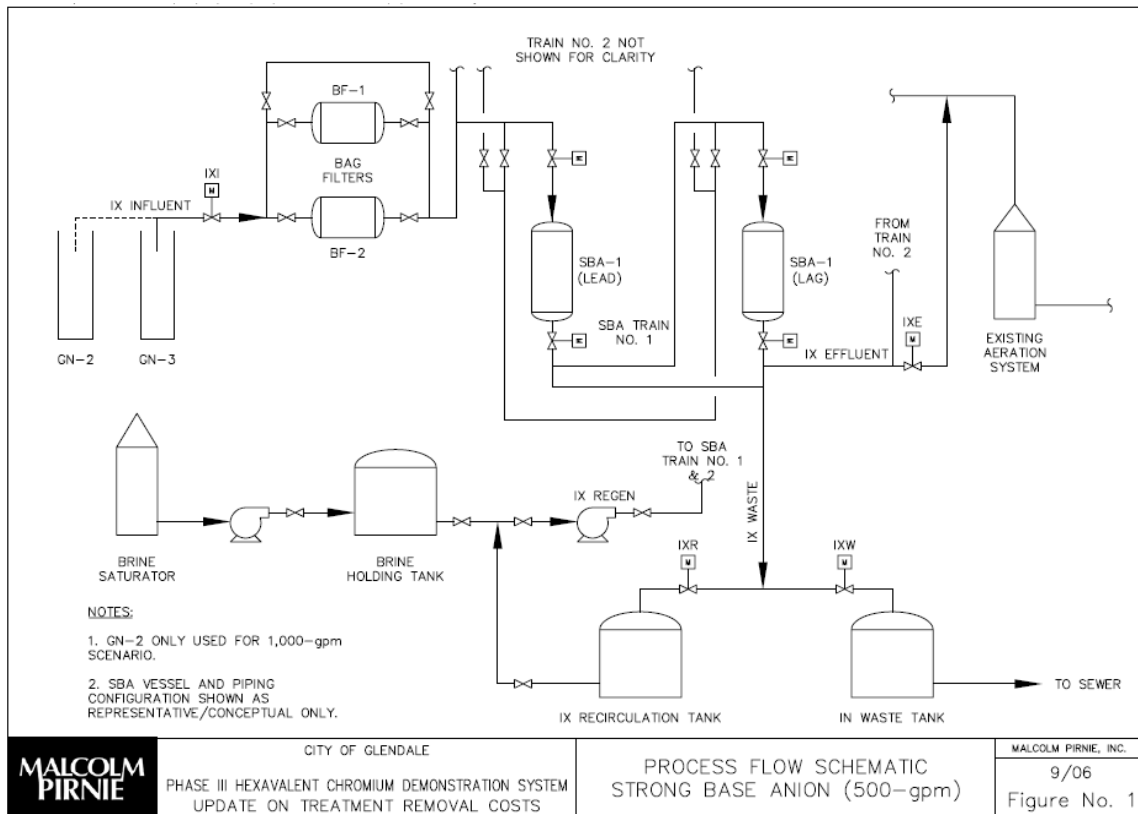 TRAIN NO. 2 NOT
SHOWN FOR CLARITY
BF-1
BAG
FILTERS
BF-2
IXI
M
IX INFLUENT
GN-2
GN-3
SBA-1
(LEAD)
SBA TRAIN
NO. 1
SBA-1
(LAG)
FROM
TRAIN
NO. 2
IXE
M
IX EFFLUENT
EXISTING
AERATION
SYSTEM
TO SBA
TRAIN NO. 1
& 2
IX REGEN
IX WASTE
BRINE
SATURATOR
BRINE
HOLDING TANK
IXR
M
IXW
M
IX RECIRCULATION TANK
IN WASTE TANK
TO SEWER
NOTES:
1. GN-2 ONLY USED FOR 1,000-gpm
SCENARIO.
2. SBA VESSEL AND PIPING
CONFIGURATION SHOWN AS
REPRESENTATIVE/CONCEPTUAL ONLY.
MALCOLM
PIRNIE
CITY OF GLENDALE
PHASE III HEXAVALENT CHROMIUM DEMONSTRATION SYSTEM
UPDATE ON TREATMENT REMOVAL COSTS
PROCESS FLOW SCHEMATIC
STRONG BASE ANION (500-gpm)
MALCOLM PIRNIE, INC.
9/06
Figure No. 1